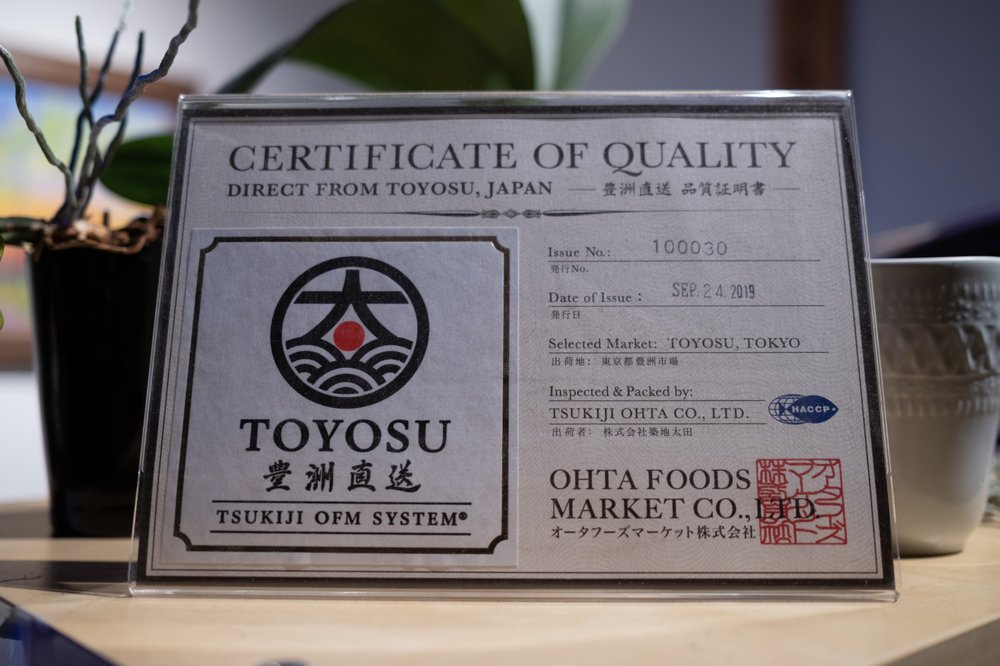 CERTIFICATE OF QUALITY
DIRECT FROM TOYOSU, JAPAN — 豊洲直送 品質証明書 —
大
TOYOSU
豊洲直送
TSUKIJI OFM SYSTEM®
Issue No.: 100030
発行No.
Date of Issue: SEP. 24. 2019
発行日
Selected Market: TOYOSU, TOKYO
出荷地: 東京都豊洲市場
Inspected & Packed by:
TSUKIJI OHTA CO., LTD.
HACCP
出荷者: 株式会社築地太田
OHTA FOODS
MARKET CO., LTD.
オータフーズマーケット株式会社